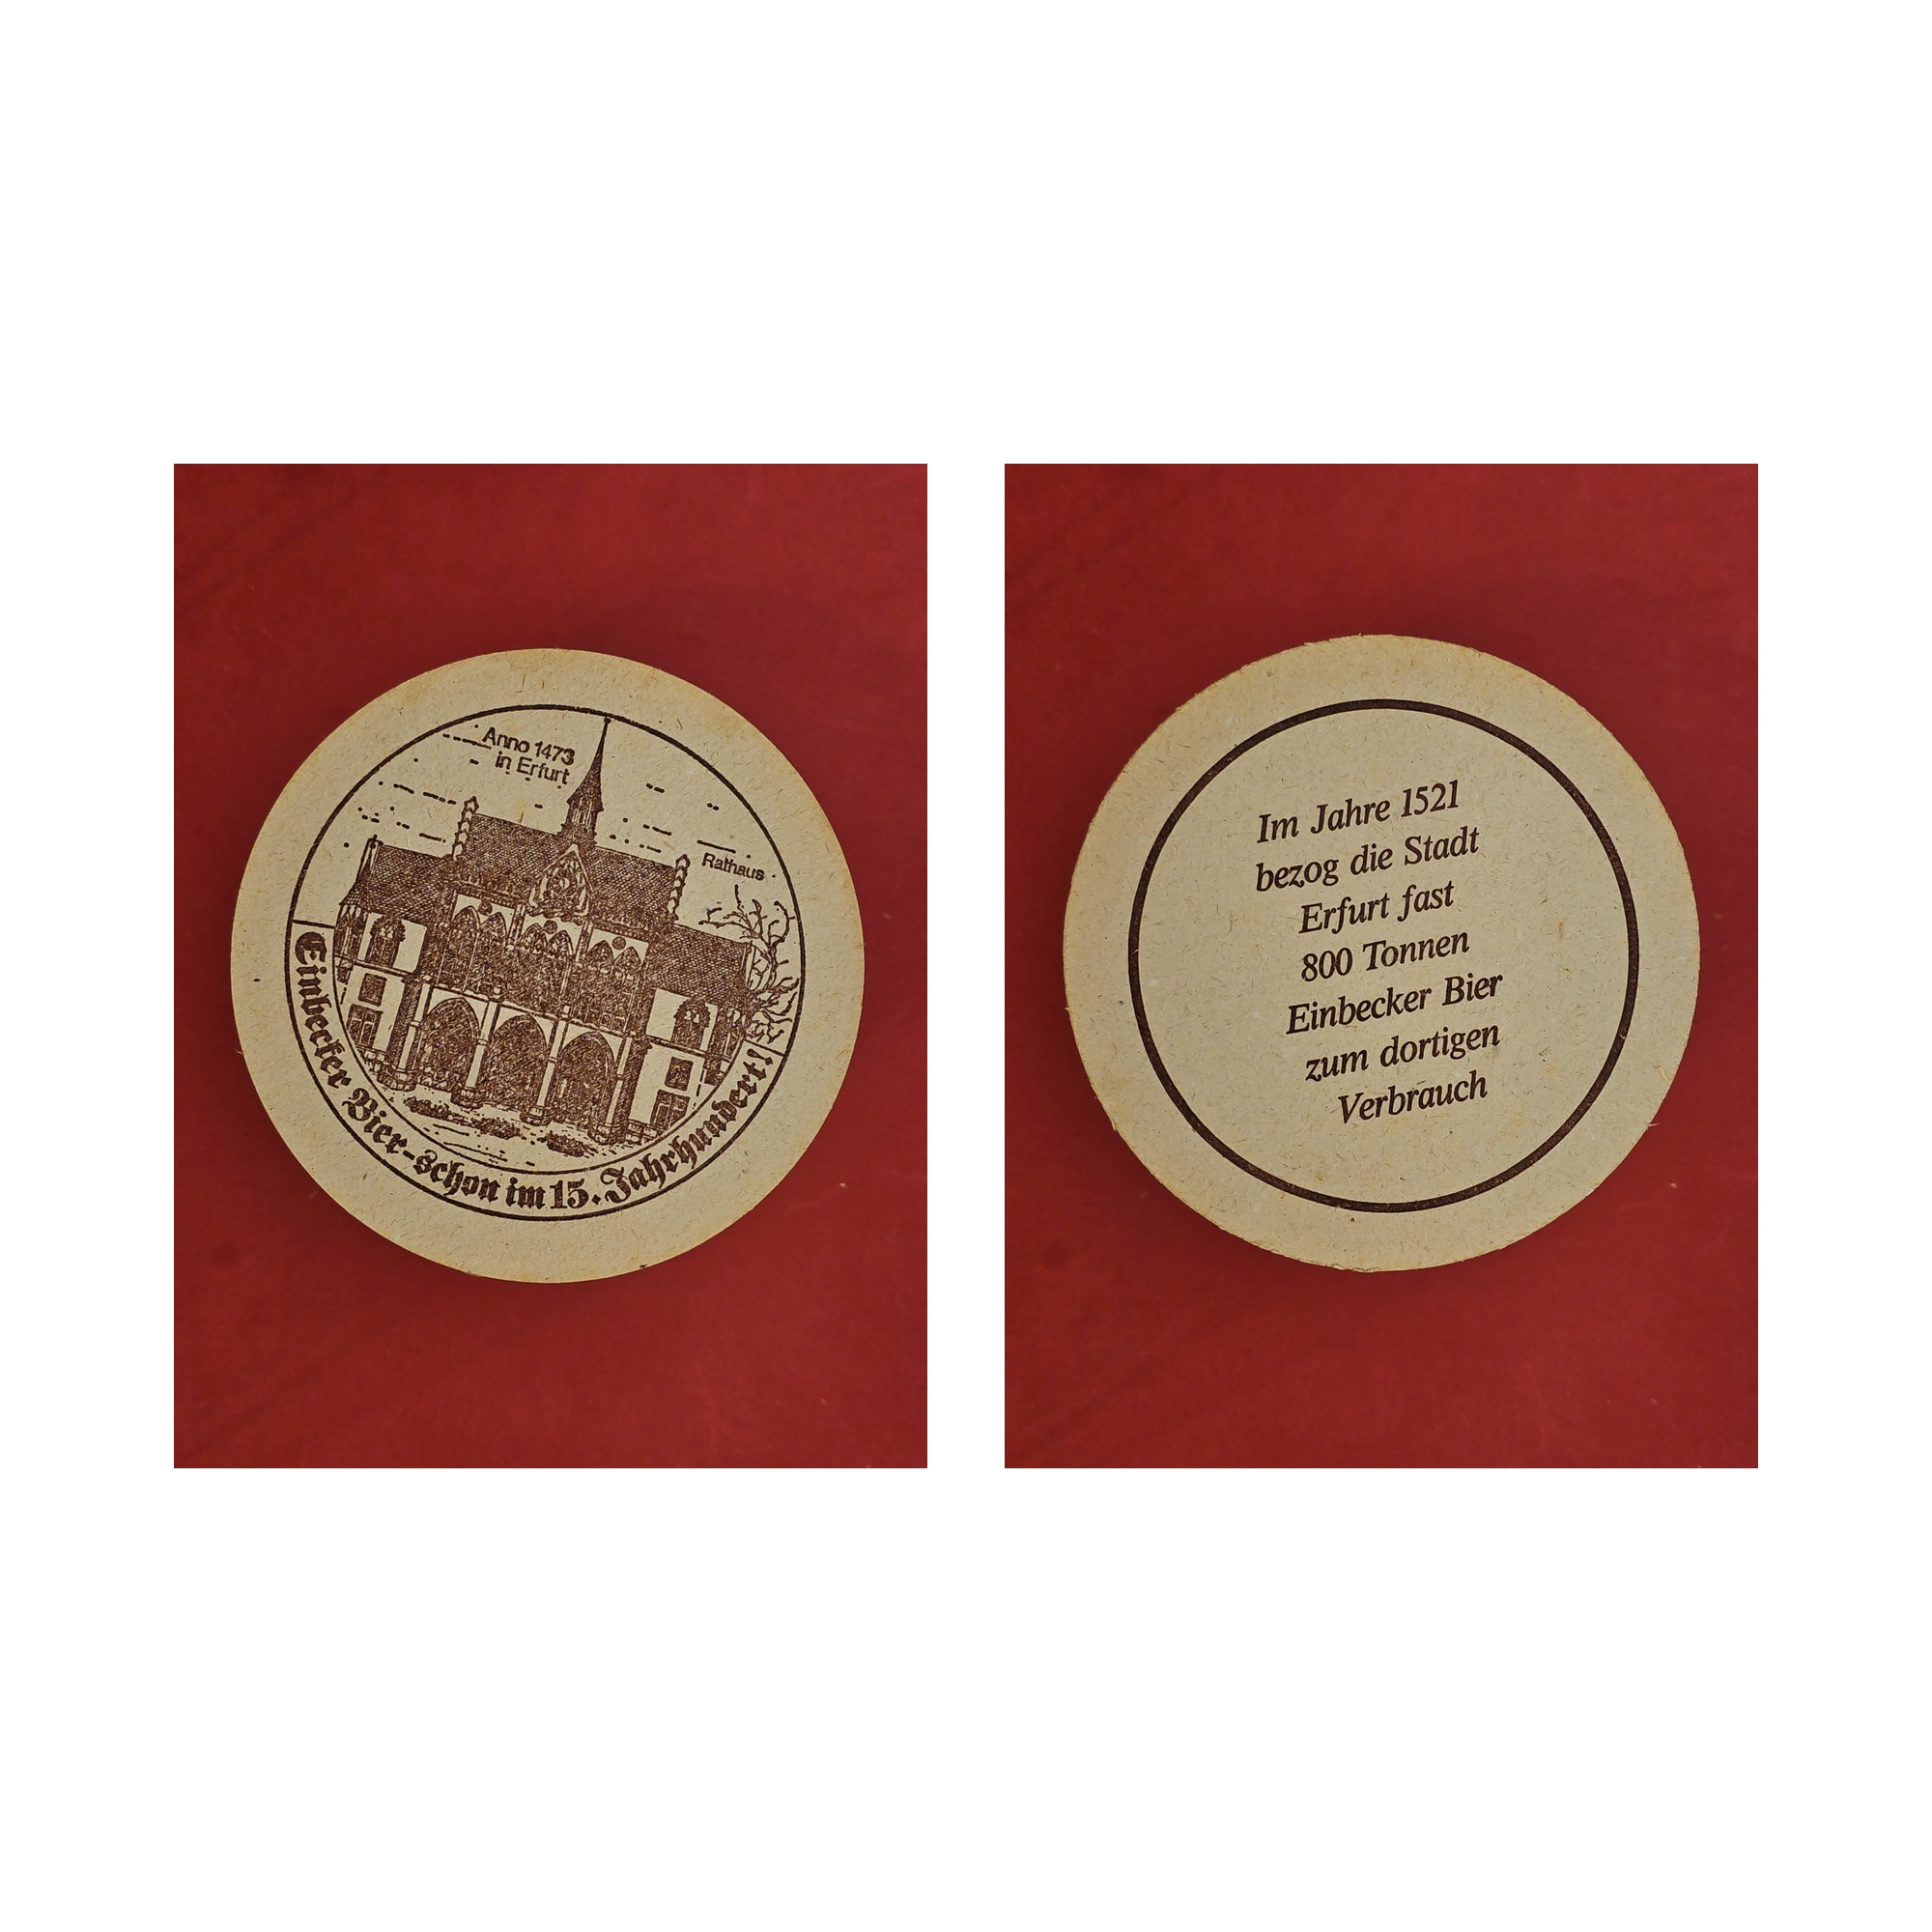 Anno 1473
in Erfurt
Rathaus
Einbecker Bier-schon im 15. Jahrhundert!
Im Jahre 1521
bezog die Stadt
Erfurt fast
800 Tonnen
Einbecker Bier
zum dortigen
Verbrauch